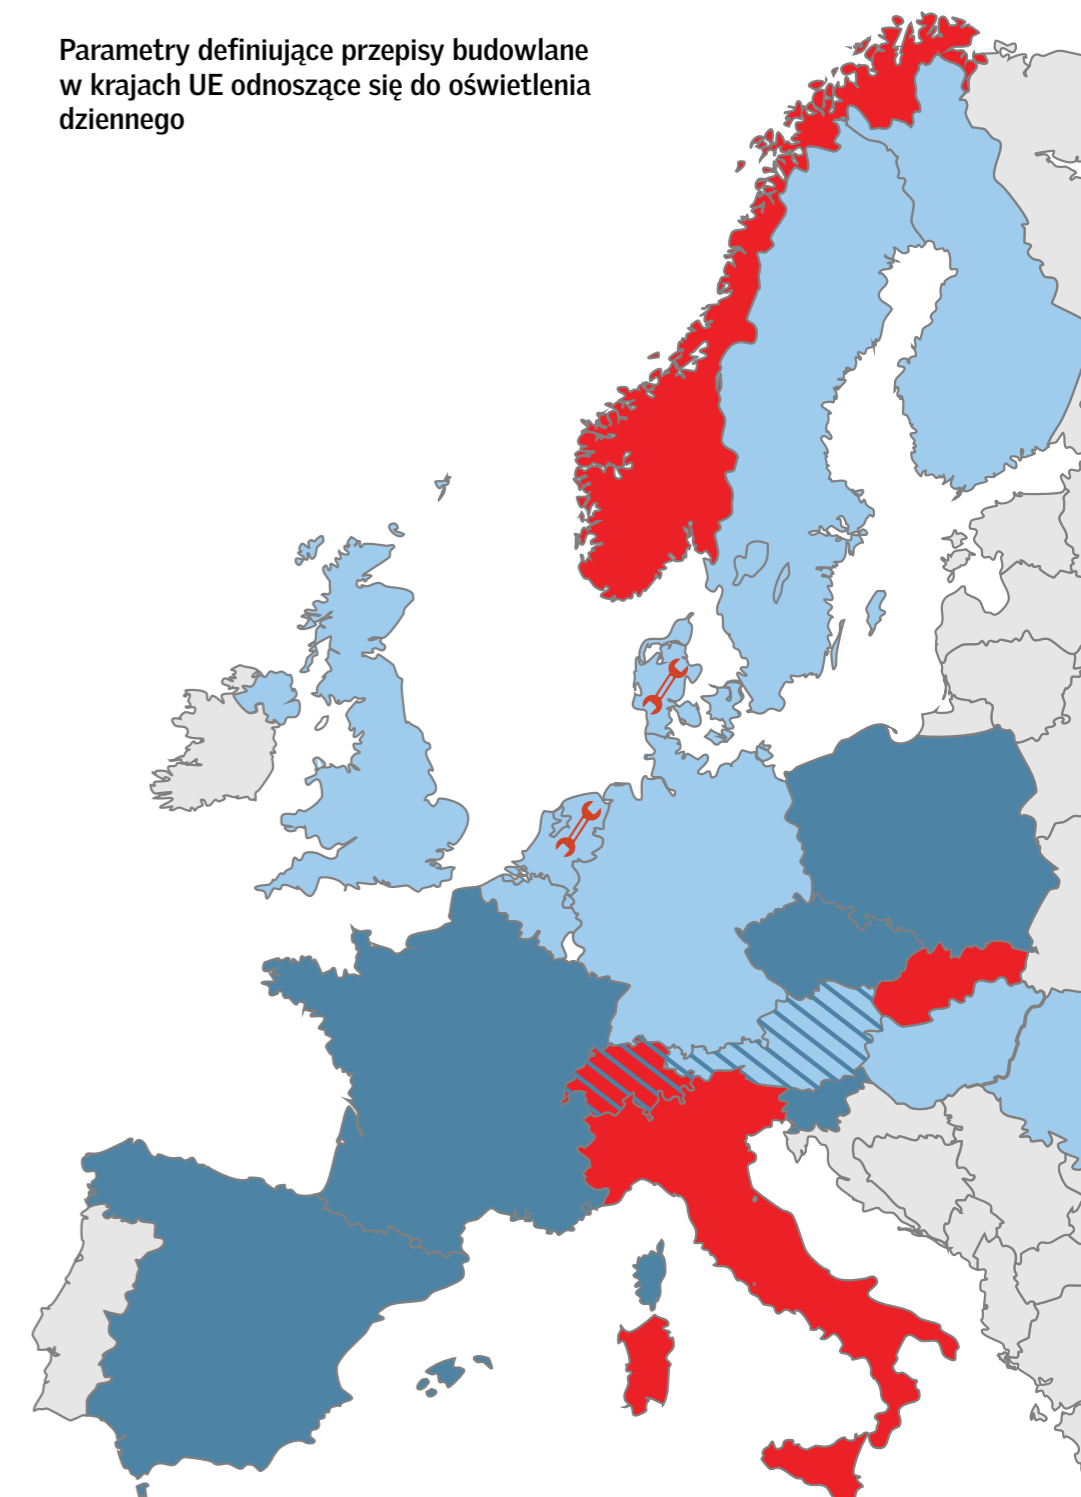 Parametry definiujące przepisy budowlane
w krajach UE odnoszące się do oświetlenia
dziennego